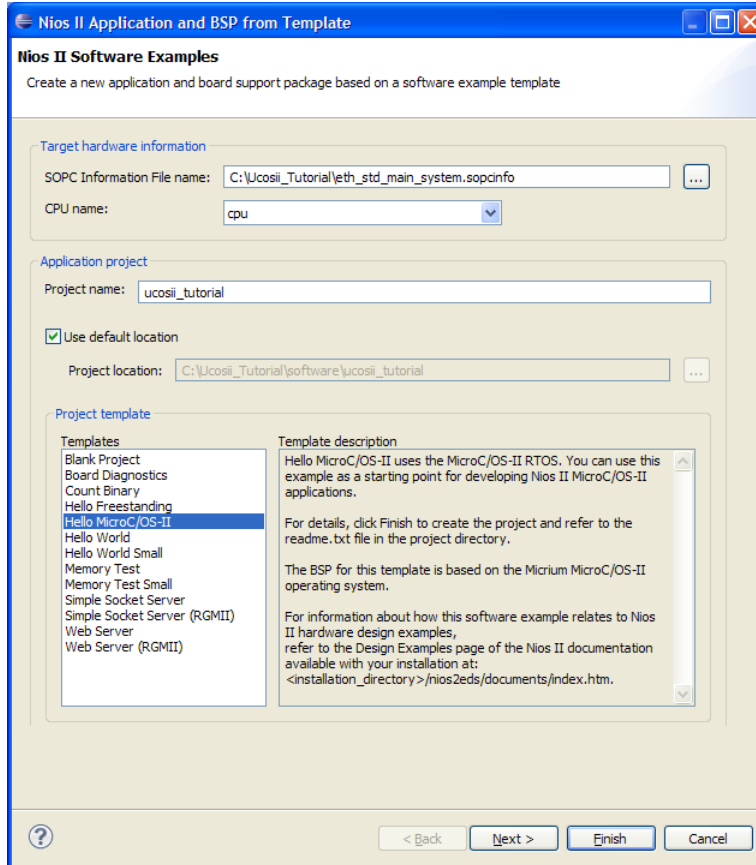 Nios II Application and BSP from Template
Nios II Software Examples
Create a new application and board support package based on a software example template
Target hardware information
SOPC Information File name: C:\Ucosii_Tutorial\eth_std_main_system.sopcinfo ...
CPU name: cpu
Application project
Project name: ucosii_tutorial
Use default location
Project location: C:\Ucosii_Tutorial\software\ucosii_tutorial ...
Project template
Templates
Blank Project
Board Diagnostics
Count Binary
Hello Freestanding
Hello MicroC/OS-II
Hello World
Hello World Small
Memory Test
Memory Test Small
Simple Socket Server
Simple Socket Server (RGMII)
Web Server
Web Server (RGMII)
Template description
Hello MicroC/OS-II uses the MicroC/OS-II RTOS. You can use this
example as a starting point for developing Nios II MicroC/OS-II
applications.
For details, click Finish to create the project and refer to the
readme.txt file in the project directory.
The BSP for this template is based on the Micrium MicroC/OS-II
operating system.
For information about how this software example relates to Nios
II hardware design examples,
refer to the Design Examples page of the Nios II documentation
available with your installation at:
<installation_directory>/nios2eds/documents/index.htm.
? < Back Next > Finish Cancel